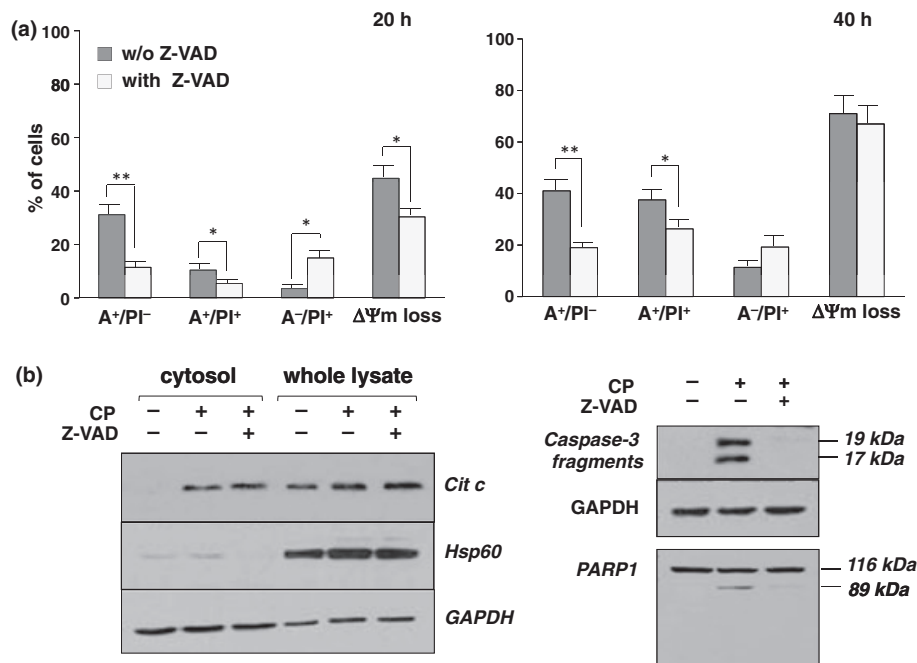 (a)
20 h
100
80
60
40
20
0
% of cells
w/o Z-VAD
with Z-VAD
** * * *
A⁺/PI⁻ A⁺/PI⁺ A⁻/PI⁺ ΔΨm loss
40 h
100
80
60
40
20
0
** *
A⁺/PI⁻ A⁺/PI⁺ A⁻/PI⁺ ΔΨm loss
(b)
cytosol whole lysate
CP – + + – + +
Z-VAD – – + – – +
Cit c
Hsp60
GAPDH
CP – + +
Z-VAD – – +
Caspase-3 19 kDa
fragments 17 kDa
GAPDH
PARP1 116 kDa
89 kDa